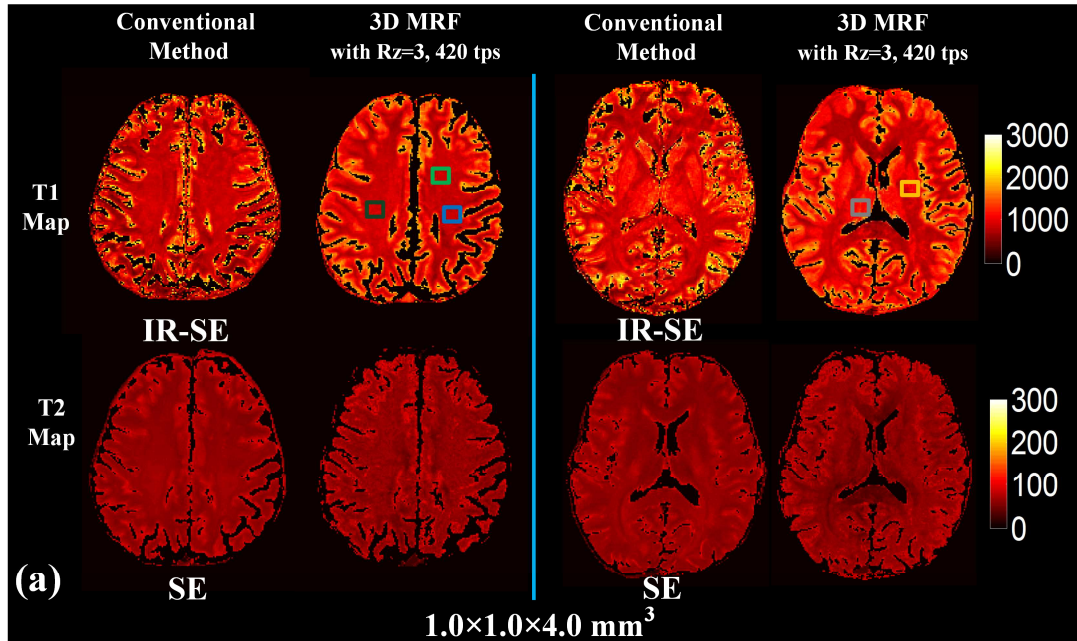 Conventional
Method
3D MRF
with Rz=3, 420 tps
Conventional
Method
3D MRF
with Rz=3, 420 tps
T1
Map
3000
2000
1000
0
IR-SE
IR-SE
T2
Map
300
200
100
0
(a)
SE
SE
1.0×1.0×4.0 mm³